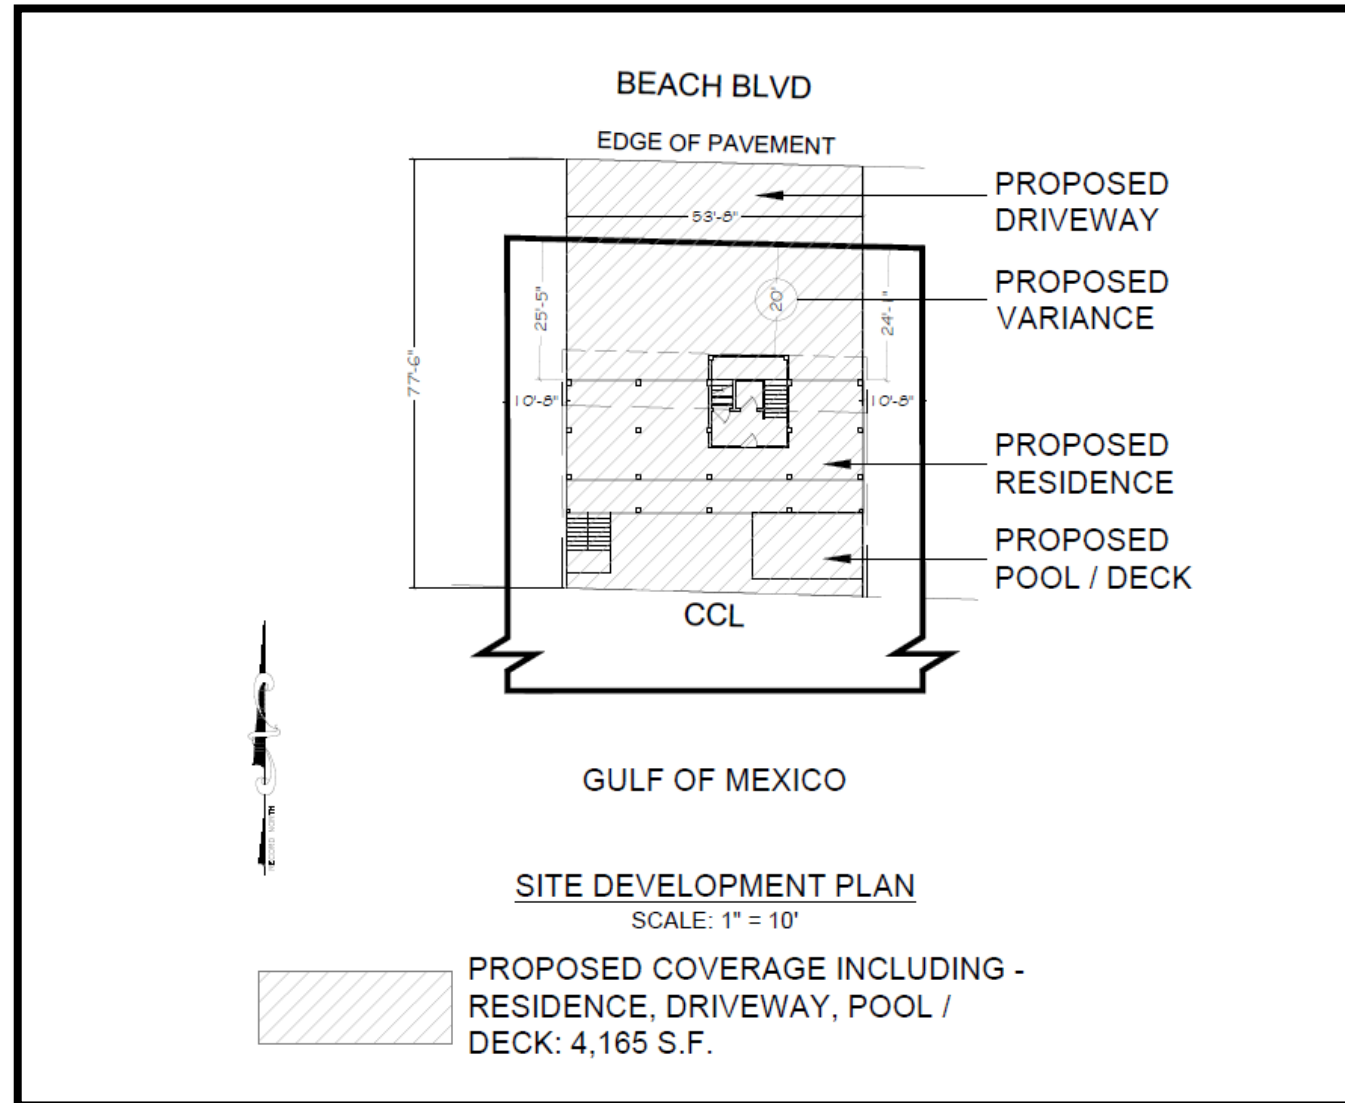 BEACH BLVD
EDGE OF PAVEMENT
PROPOSED
DRIVEWAY
53'-8"
PROPOSED
VARIANCE
25'-5"
20'
24'-1"
77'-6"
10'-8"
10'-8"
PROPOSED
RESIDENCE
PROPOSED
POOL / DECK
CCL
RECORD NORTH
GULF OF MEXICO
SITE DEVELOPMENT PLAN
SCALE: 1" = 10'
PROPOSED COVERAGE INCLUDING -
RESIDENCE, DRIVEWAY, POOL /
DECK: 4,165 S.F.